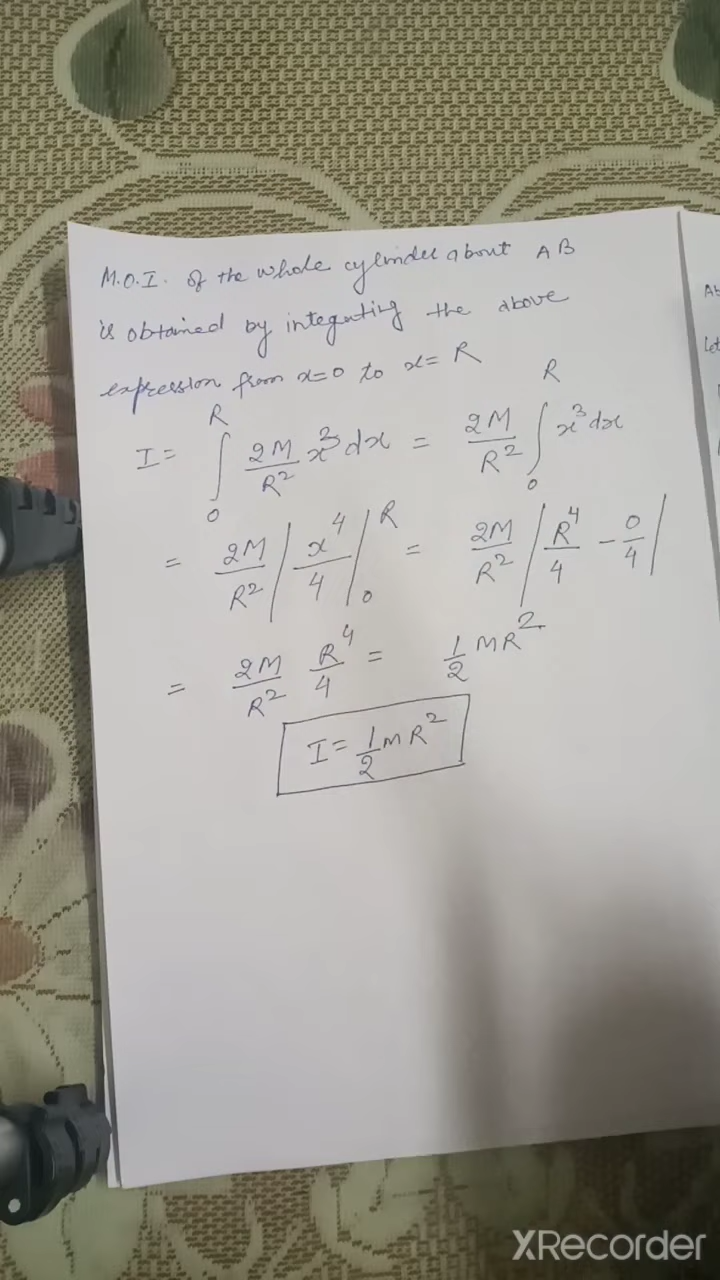 M.O.I. of the whole cylinder about AB
is obtained by integrating the above
expression from x=0 to x= R
I = ∫₀ᴿ 2M/R² x³ dx = 2M/R² ∫₀ᴿ x³ dx
= 2M/R² | x⁴/4 |₀ᴿ = 2M/R² | R⁴/4 - 0/4 |
= 2M/R² R⁴/4 = 1/2 MR²
I = 1/2 MR²
At
Let
XRecorder